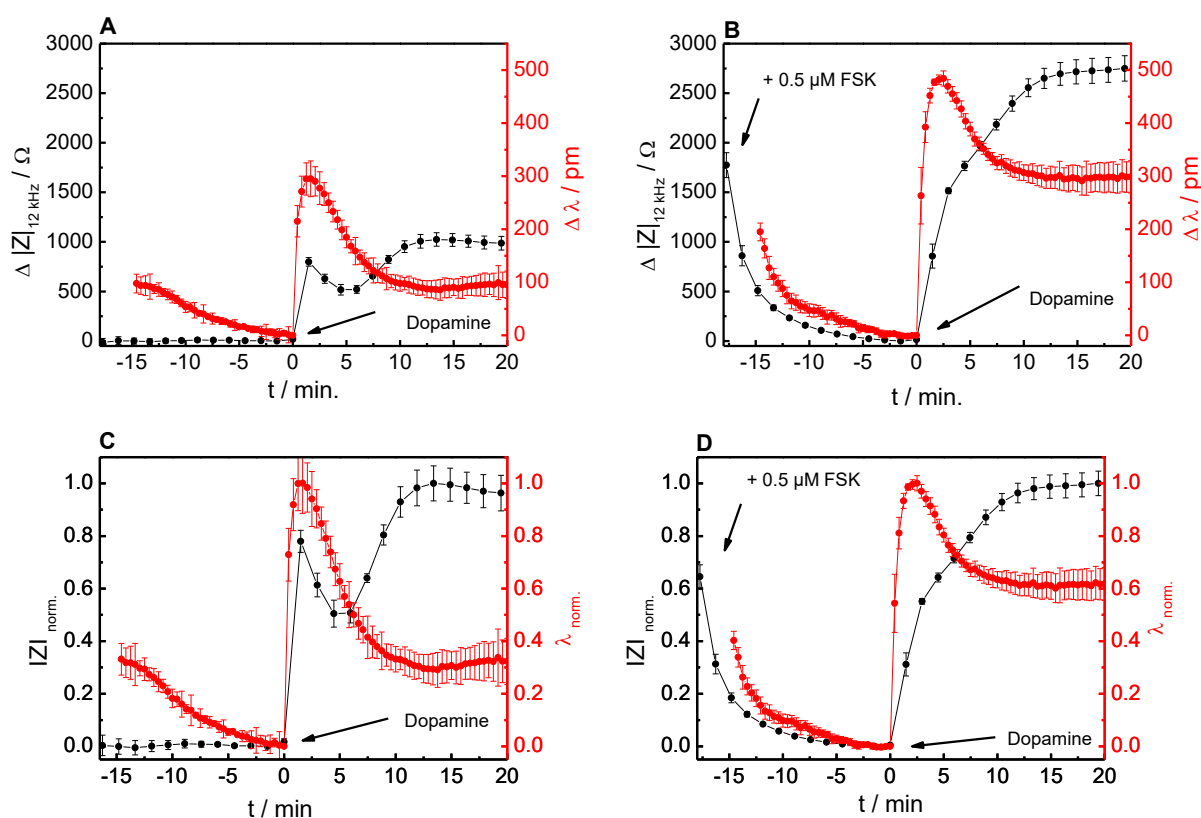 A
3000
2500
2000
1500
1000
500
0
Δ |Z|12 kHz / Ω
500
400
300
200
100
0
Δ λ / pm
Dopamine
-15 -10 -5 0 5 10 15 20
t / min.
B
3000
2500
2000
1500
1000
500
0
Δ |Z|12 kHz / Ω
+ 0.5 µM FSK
500
400
300
200
100
0
Δ λ / pm
Dopamine
-15 -10 -5 0 5 10 15 20
t / min.
C
1.0
0.8
0.6
0.4
0.2
0.0
|Z| norm.
1.0
0.8
0.6
0.4
0.2
0.0
λ norm.
Dopamine
-15 -10 -5 0 5 10 15 20
t / min
D
1.0
0.8
0.6
0.4
0.2
0.0
|Z| norm.
+ 0.5 µM FSK
1.0
0.8
0.6
0.4
0.2
0.0
λ norm.
Dopamine
-15 -10 -5 0 5 10 15 20
t / min